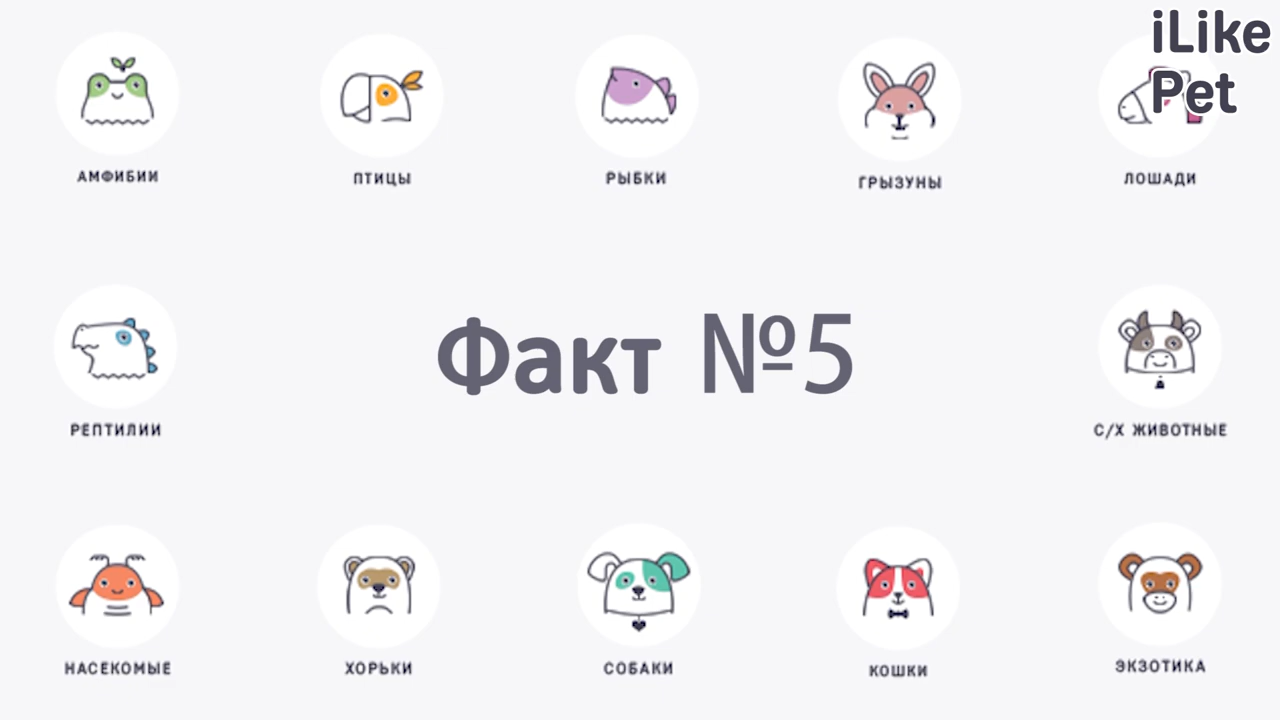 iLike
Pet
АМФИБИИ
ПТИЦЫ
РЫБКИ
ГРЫЗУНЫ
ЛОШАДИ
Факт №5
РЕПТИЛИИ
С/Х ЖИВОТНЫЕ
НАСЕКОМЫЕ
ХОРЬКИ
СОБАКИ
КОШКИ
ЭКЗОТИКА